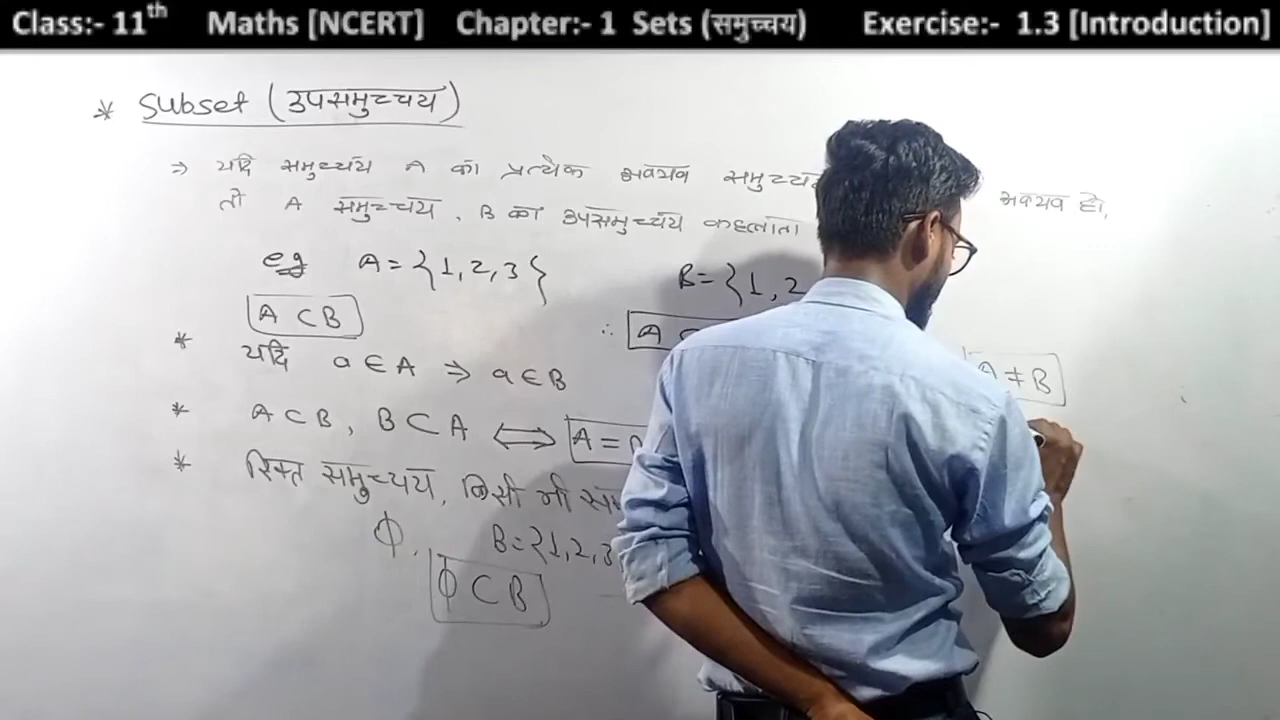 Class:- 11th Maths [NCERT] Chapter:- 1 Sets (समुच्चय) Exercise:- 1.3 [Introduction]
* Subset (उपसमुच्चय)
⇒ यदि समुच्चय A का प्रत्येक अवयव अवयव हो,
तो A समुच्चय, B का उपसमुच्चय कहलाता
eg A = {1, 2, 3} B = {1, 2
A ⊂ B ∴ A
* यदि a ∈ A ⇒ a ∈ B A ≠ B
* A ⊂ B, B ⊂ A ⟺ A =
* रिक्त समुच्चय, किसी भी
ϕ, B = {1, 2, 3
ϕ ⊂ B